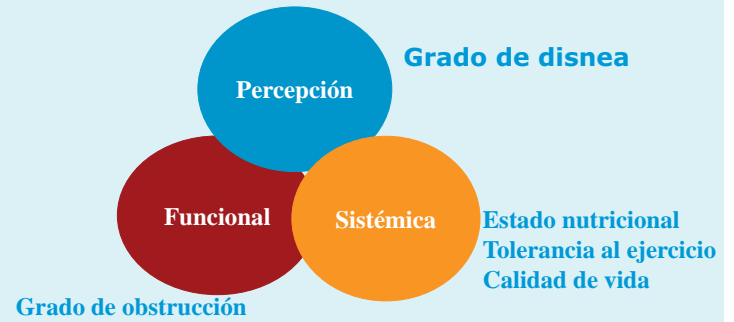 Grado de disnea
Percepción
Funcional
Sistémica
Estado nutricional
Tolerancia al ejercicio
Calidad de vida
Grado de obstrucción